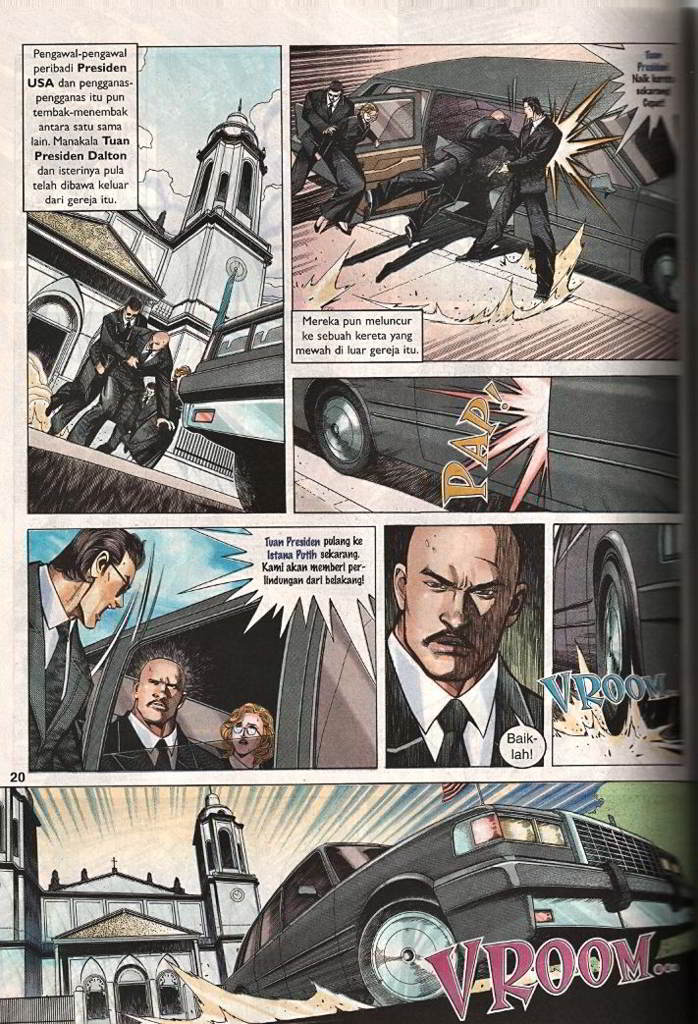 Pengawal-pengawal
peribadi Presiden
USA dan pengganas-
pengganas itu pun
tembak-menembak
antara satu sama
lain. Manakala Tuan
Presiden Dalton
dan isterinya pula
telah dibawa keluar
dari gereja itu.
Tuan
Presiden!
Naik kereta
sekarang!
Cepat!
Mereka pun meluncur
ke sebuah kereta yang
mewah di luar gereja itu.
PAP!
Tuan Presiden pulang ke
Istana Putih sekarang.
Kami akan memberi per-
lindungan dari belakang!
Baik-
lah!
VROOM
20
VROOM...